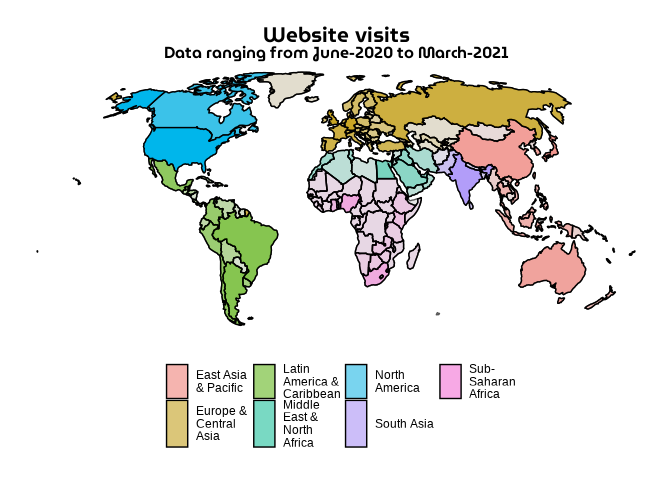 Website visits
Data ranging from June-2020 to March-2021
East Asia
& Pacific
Latin
America &
Caribbean
North
America
Sub-
Saharan
Africa
Europe &
Central
Asia
Middle
East &
North
Africa
South Asia